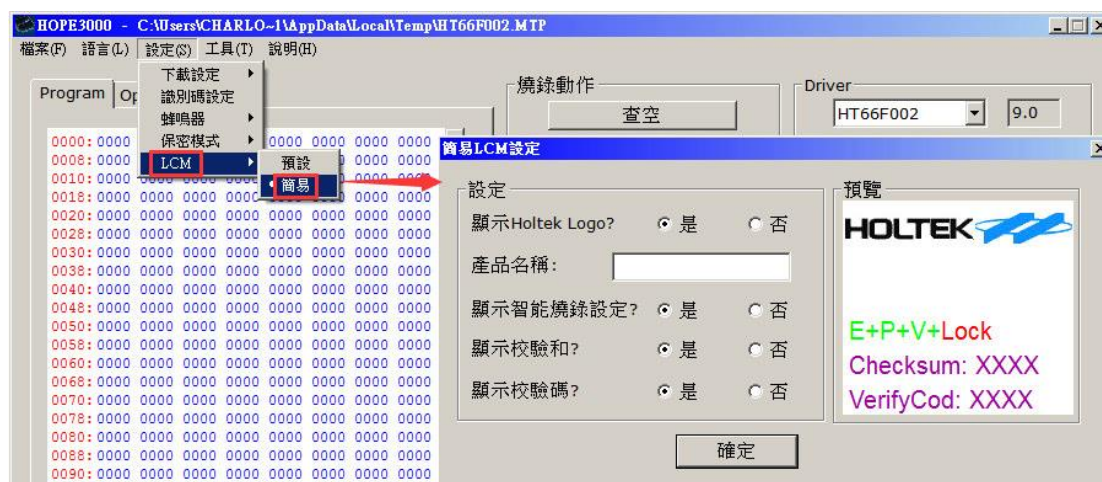 HOPE3000 - C:\Users\CHARLO~1\AppData\Local\Temp\HT66F002.MTP
檔案(F) 語言(L) 設定(S) 工具(T) 說明(H)
下載設定
識別碼設定
蜂鳴器
保密模式
LCM
預設
簡易
Program Op
燒錄動作
查空
Driver
HT66F002 9.0
0000:0000 0000 0000 0000 0000
0008:0000 0000 0000
0010:0000 0000 0000 0000 0000 0000
0018:0000 0000 0000 0000 0000 0000
0020:0000 0000 0000 0000 0000 0000 0000 0000
0028:0000 0000 0000 0000 0000 0000 0000 0000
0030:0000 0000 0000 0000 0000 0000 0000 0000
0038:0000 0000 0000 0000 0000 0000 0000 0000
0040:0000 0000 0000 0000 0000 0000 0000 0000
0048:0000 0000 0000 0000 0000 0000 0000 0000
0050:0000 0000 0000 0000 0000 0000 0000 0000
0058:0000 0000 0000 0000 0000 0000 0000 0000
0060:0000 0000 0000 0000 0000 0000 0000 0000
0068:0000 0000 0000 0000 0000 0000 0000 0000
0070:0000 0000 0000 0000 0000 0000 0000 0000
0078:0000 0000 0000 0000 0000 0000 0000 0000
0080:0000 0000 0000 0000 0000 0000 0000 0000
0088:0000 0000 0000 0000 0000 0000 0000 0000
0090:0000 0000 0000 0000 0000 0000 0000 0000
簡易LCM設定
設定
顯示Holtek Logo? 是 否
產品名稱:
顯示智能燒錄設定? 是 否
顯示校驗和? 是 否
顯示校驗碼? 是 否
預覽
HOLTEK
E+P+V+Lock
Checksum: XXXX
VerifyCod: XXXX
確定